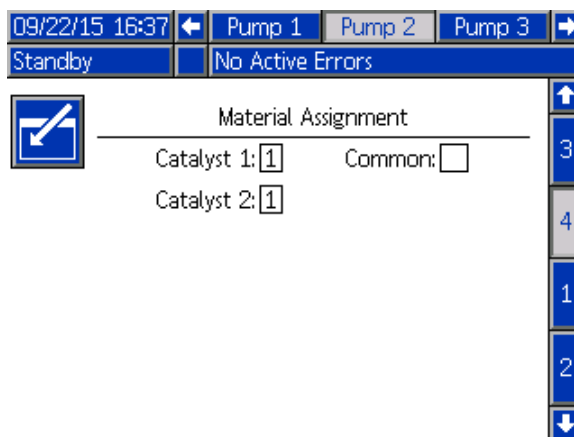 09/22/15 16:37 Pump 1 Pump 2 Pump 3
Standby No Active Errors
Material Assignment
Catalyst 1: 1 Common:
Catalyst 2: 1
3
4
1
2